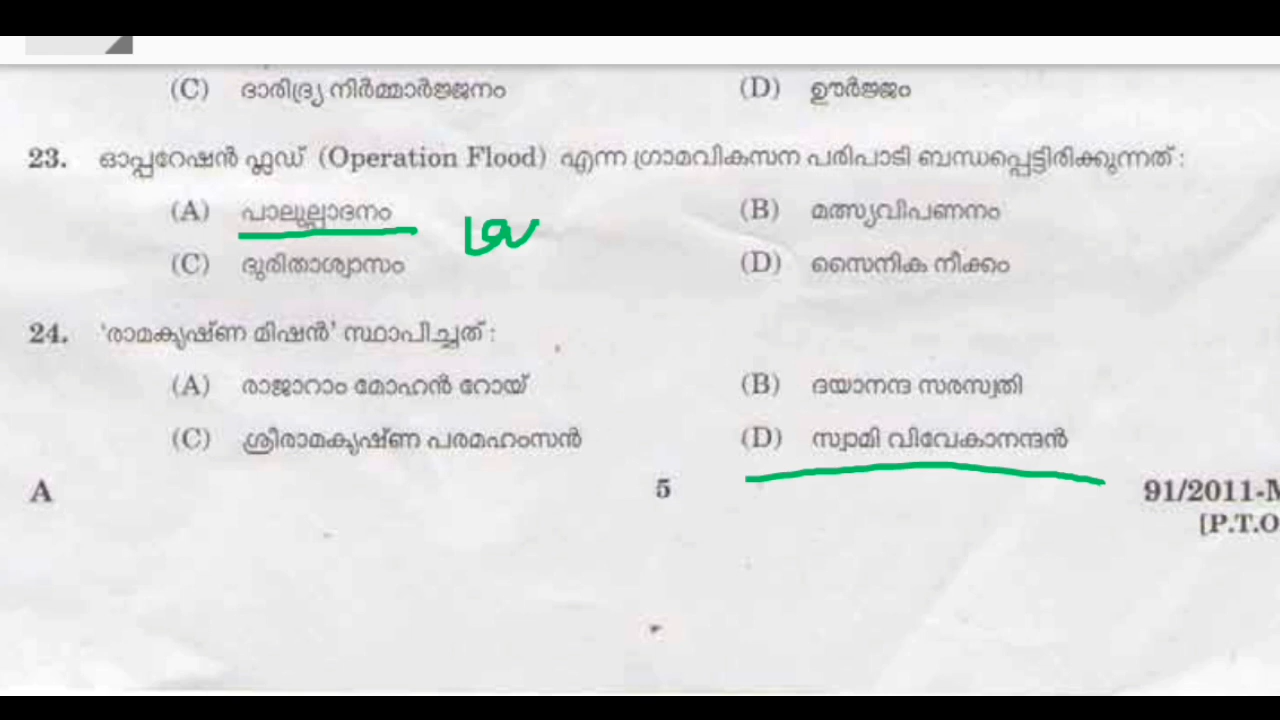 (C) ദാരിദ്ര്യ നിർമ്മാർജ്ജനം (D) ഊർജ്ജം
23. ഓപ്പറേഷൻ ഫ്ലഡ് (Operation Flood) എന്ന ഗ്രാമവികസന പരിപാടി ബന്ധപ്പെട്ടിരിക്കുന്നത് :
(A) പാലുല്പാദനം (B) മത്സ്യവിപണനം
(C) ദുരിതാശ്വാസം (D) സൈനിക നീക്കം
24. 'രാമകൃഷ്ണ മിഷൻ' സ്ഥാപിച്ചത് :
(A) രാജാറാം മോഹൻ റോയ് (B) ദയാനന്ദ സരസ്വതി
(C) ശ്രീരാമകൃഷ്ണ പരമഹംസൻ (D) സ്വാമി വിവേകാനന്ദൻ
A 5 91/2011-M
[P.T.O